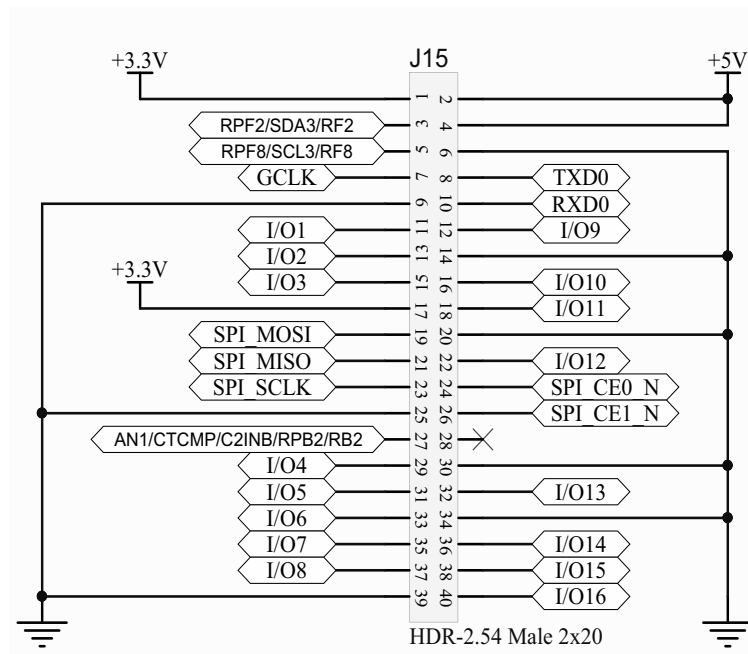 J15
+3.3V
+5V
1 2
RPF2/SDA3/RF2 3 4
RPF8/SCL3/RF8 5 6
GCLK 7 8 TXD0
9 10 RXD0
I/O1 11 12 I/O9
I/O2 13 14
I/O3 15 16 I/O10
+3.3V
17 18 I/O11
SPI_MOSI 19 20
SPI_MISO 21 22 I/O12
SPI_SCLK 23 24 SPI_CE0_N
25 26 SPI_CE1_N
AN1/CTCMP/C2INB/RPB2/RB2 27 28
I/O4 29 30
I/O5 31 32 I/O13
I/O6 33 34
I/O7 35 36 I/O14
I/O8 37 38 I/O15
39 40 I/O16
HDR-2.54 Male 2x20